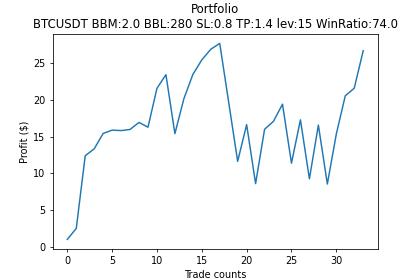 Portfolio
BTCUSDT BBM:2.0 BBL:280 SL:0.8 TP:1.4 lev:15 WinRatio:74.0
Profit ($)
25
20
15
10
5
0
0 5 10 15 20 25 30
Trade counts